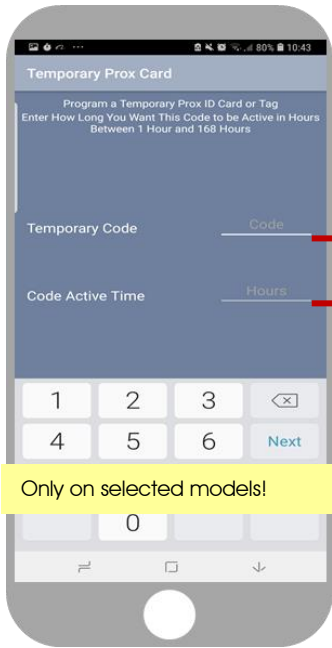 80% 10:43
Temporary Prox Card
Program a Temporary Prox ID Card or Tag
Enter How Long You Want This Code to be Active in Hours
Between 1 Hour and 168 Hours
Temporary Code Code
Code Active Time Hours
1 2 3
4 5 6 Next
Only on selected models!
0